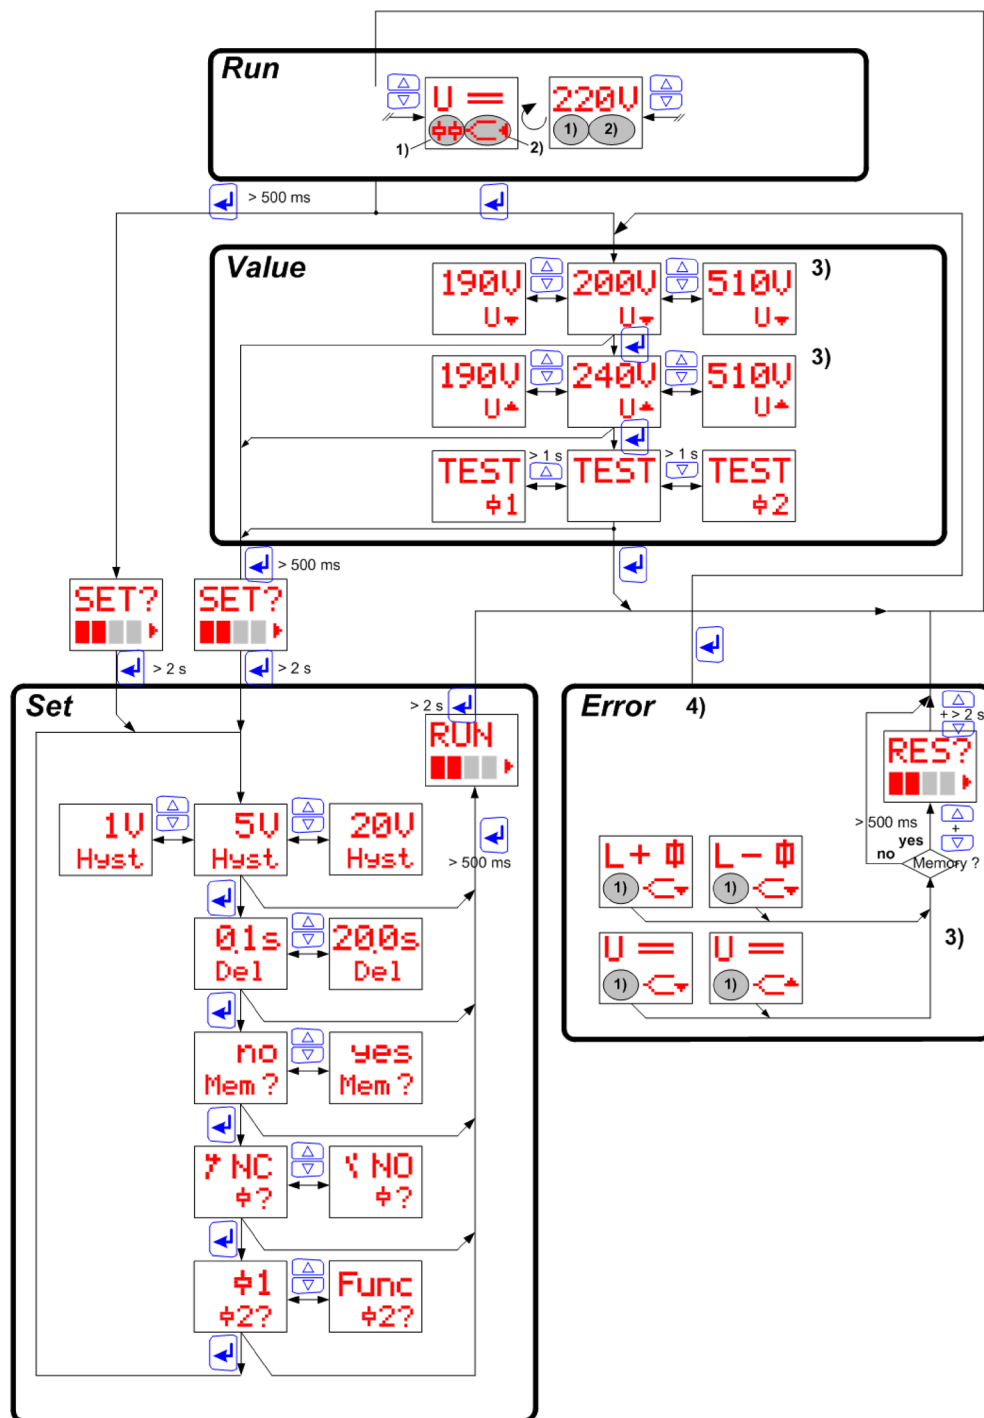 Run
U =
220V
1) 2)
1)
2)
> 500 ms
Value
190V 200V 510V 3)
U U U
190V 240V 510V 3)
U U U
> 1 s > 1 s
TEST TEST TEST
1 2
> 500 ms
SET? SET?
> 2 s > 2 s
Set
> 2 s
RUN
1V 5V 20V
Hyst Hyst Hyst
> 500 ms
0.1s 20.0s
Del Del
no yes
Mem ? Mem ?
NC NO
? ?
1 Func
2? 2?
Error 4)
+ > 2 s
RES?
> 500 ms
+
yes
no
Memory ?
L + L -
1) 1)
3)
U = U =
1) 1)